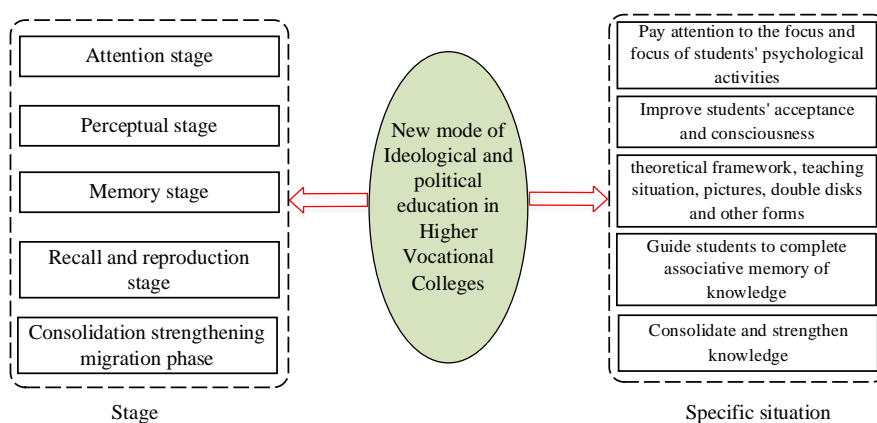 Attention stage
Perceptual stage
Memory stage
Recall and reproduction
stage
Consolidation strengthening
migration phase
Stage
New mode of
Ideological and
political
education in
Higher
Vocational
Colleges
Pay attention to the focus and
focus of students' psychological
activities
Improve students' acceptance
and consciousness
theoretical framework, teaching
situation, pictures, double disks
and other forms
Guide students to complete
associative memory of
knowledge
Consolidate and strengthen
knowledge
Specific situation